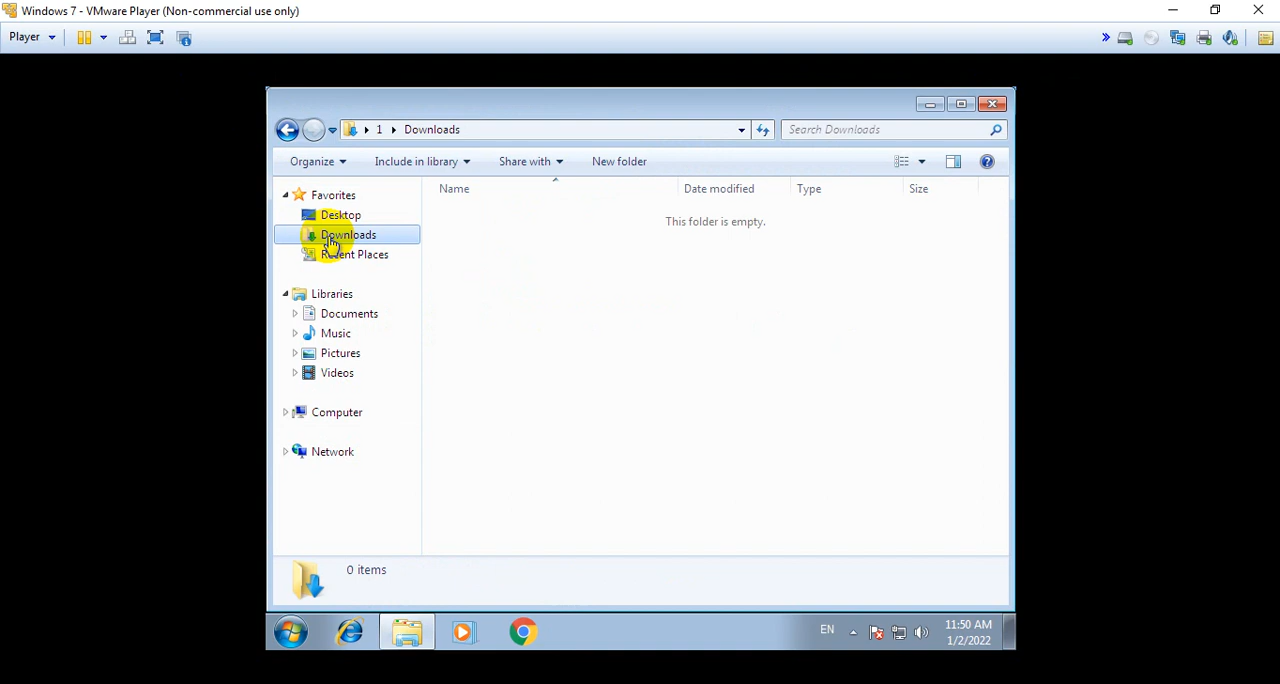 Windows 7 - VMware Player (Non-commercial use only)
Player
1 Downloads
Search Downloads
Organize Include in library Share with New folder
Favorites
Desktop
Downloads
Recent Places
Libraries
Documents
Music
Pictures
Videos
Computer
Network
Name Date modified Type Size
This folder is empty.
0 items
EN
11:50 AM
1/2/2022